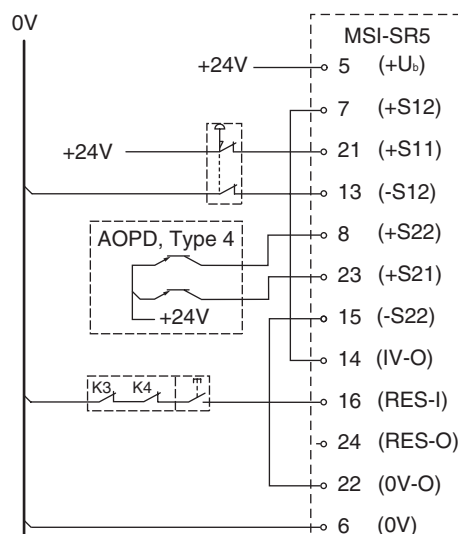 0V
MSI-SR5
+24V 5 (+Ub)
7 (+S12)
+24V 21 (+S11)
13 (-S12)
AOPD, Type 4 8 (+S22)
23 (+S21)
+24V 15 (-S22)
14 (IV-O)
K3 K4 16 (RES-I)
24 (RES-O)
22 (0V-O)
6 (0V)